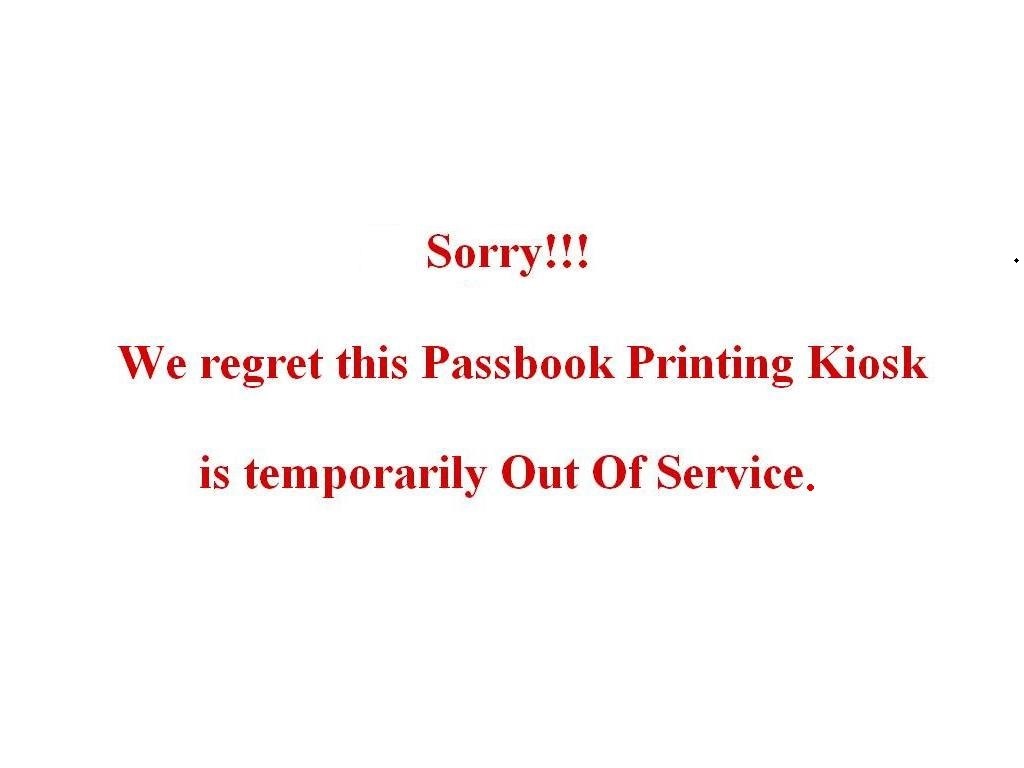 Sorry!!!
We regret this Passbook Printing Kiosk
is temporarily Out Of Service.